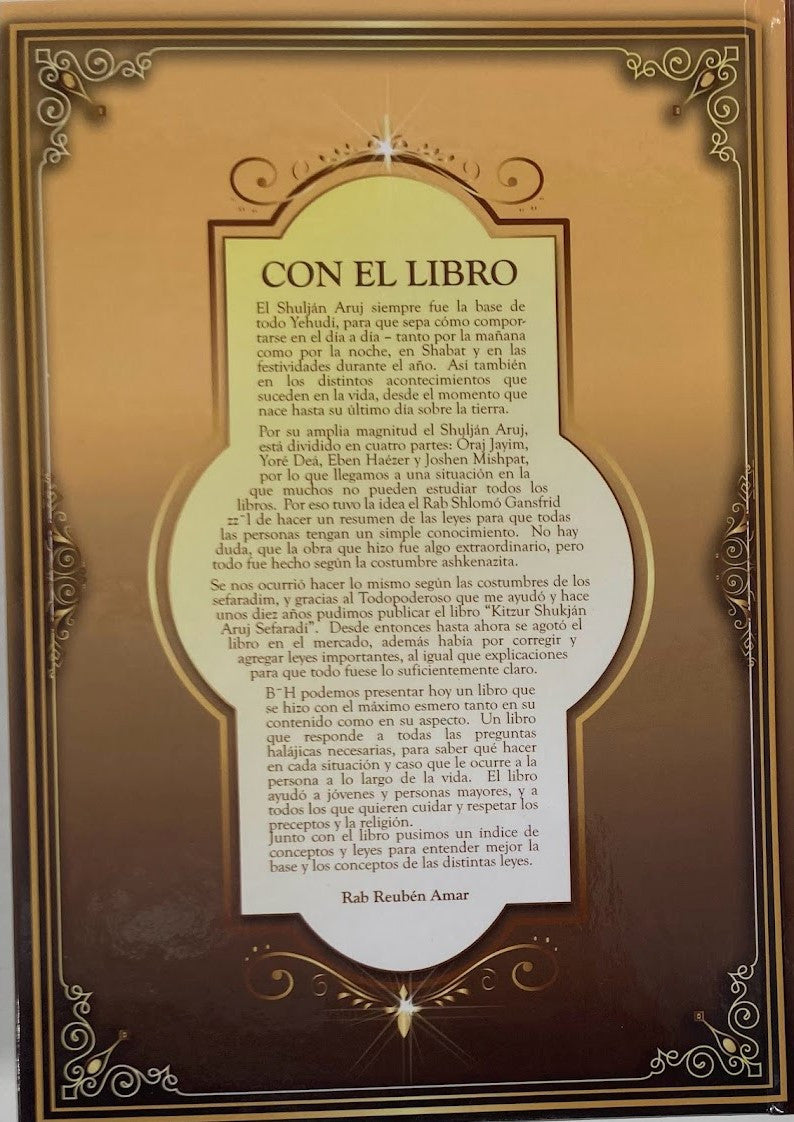 CON EL LIBRO
El Shulján Aruj siempre fue la base de
todo Yehudí, para que sepa cómo compor-
tarse en el día a día – tanto por la mañana
como por la noche, en Shabat y en las
festividades durante el año. Así también
en los distintos acontecimientos que
suceden en la vida, desde el momento que
nace hasta su último día sobre la tierra.
Por su amplia magnitud el Shulján Aruj,
está dividido en cuatro partes: Oraj Jayim,
Yoré Deá, Eben Haézer y Joshen Mishpat,
por lo que llegamos a una situación en la
que muchos no pueden estudiar todos los
libros. Por eso tuvo la idea el Rab Shlomó Gansfrid
zz"l de hacer un resumen de las leyes para que todas
las personas tengan un simple conocimiento. No hay
duda, que la obra que hizo fue algo extraordinario, pero
todo fue hecho según la costumbre ashkenazita.
Se nos ocurrió hacer lo mismo según las costumbres de los
sefaradim, y gracias al Todopoderoso que me ayudó y hace
unos diez años pudimos publicar el libro “Kitzur Shukján
Aruj Sefaradí”. Desde entonces hasta ahora se agotó el
libro en el mercado, además había por corregir y
agregar leyes importantes, al igual que explicaciones
para que todo fuese lo suficientemente claro.
B"H podemos presentar hoy un libro que
se hizo con el máximo esmero tanto en su
contenido como en su aspecto. Un libro
que responde a todas las preguntas
halájicas necesarias, para saber qué hacer
en cada situación y caso que le ocurre a la
persona a lo largo de la vida. El libro
ayudó a jóvenes y personas mayores, y a
todos los que quieren cuidar y respetar los
preceptos y la religión.
Junto con el libro pusimos un índice de
conceptos y leyes para entender mejor la
base y los conceptos de las distintas leyes.
Rab Reubén Amar